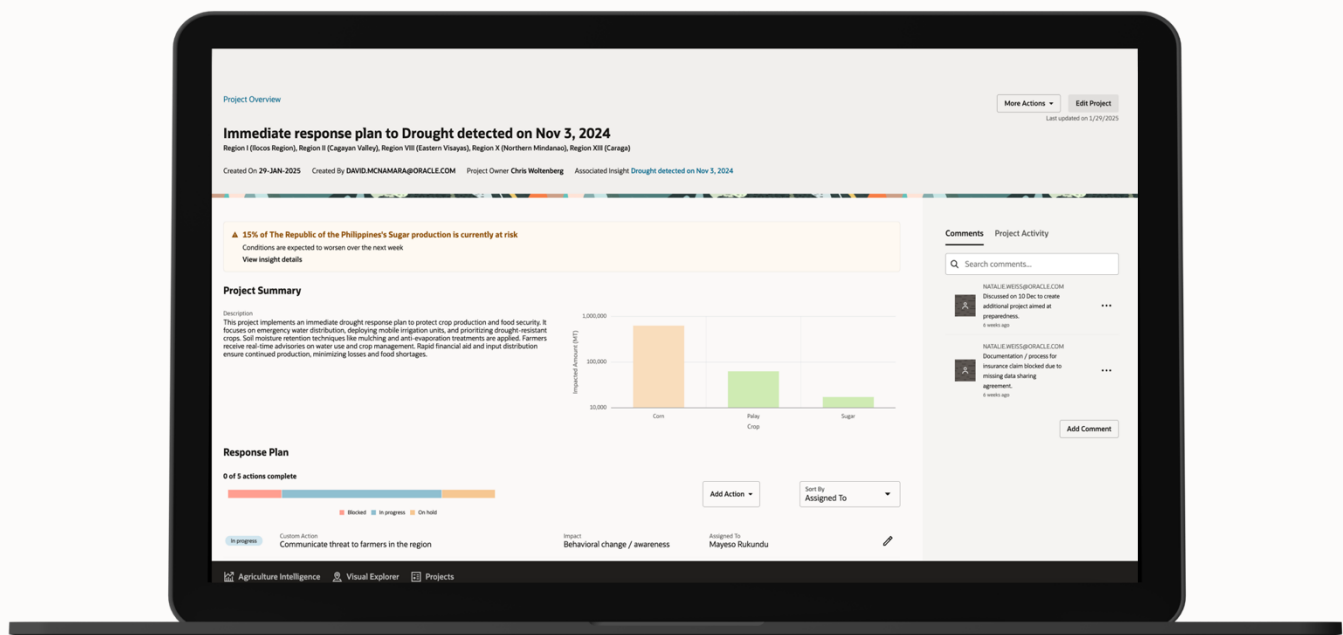 Project Overview
More Actions
Edit Project
Last updated on 1/29/2025
Immediate response plan to Drought detected on Nov 3, 2024
Region I (Ilocos Region), Region II (Cagayan Valley), Region VIII (Eastern Visayas), Region X (Northern Mindanao), Region XIII (Caraga)
Created On 29-JAN-2025 Created By DAVID.MCNAMARA@ORACLE.COM Project Owner Chris Woltenberg Associated Insight Drought detected on Nov 3, 2024
15% of The Republic of the Philippines's Sugar production is currently at risk
Conditions are expected to worsen over the next week
View insight details
Project Summary
Description
This project implements an immediate drought response plan to protect crop production and food security. It
focuses on emergency water distribution, deploying mobile irrigation units, and prioritizing drought-resistant
crops. Soil moisture retention techniques like mulching and anti-evaporation treatments are applied. Farmers
receive real-time advisories on water use and crop management. Rapid financial aid and input distribution
ensure continued production, minimizing losses and food shortages.
Impacted Amount (MT)
1,000,000
100,000
10,000
Corn Palay Sugar
Crop
Response Plan
0 of 5 actions complete
Blocked In progress On hold
Add Action
Sort By
Assigned To
In progress
Custom Action
Communicate threat to farmers in the region
Impact
Behavioral change / awareness
Assigned To
Mayeso Rukundu
Comments Project Activity
Search comments...
NATALIE.WEISS@ORACLE.COM
Discussed on 10 Dec to create
additional project aimed at
preparedness.
6 weeks ago
NATALIE.WEISS@ORACLE.COM
Documentation / process for
insurance claim blocked due to
missing data sharing
agreement.
6 weeks ago
Add Comment
Agriculture Intelligence Visual Explorer Projects